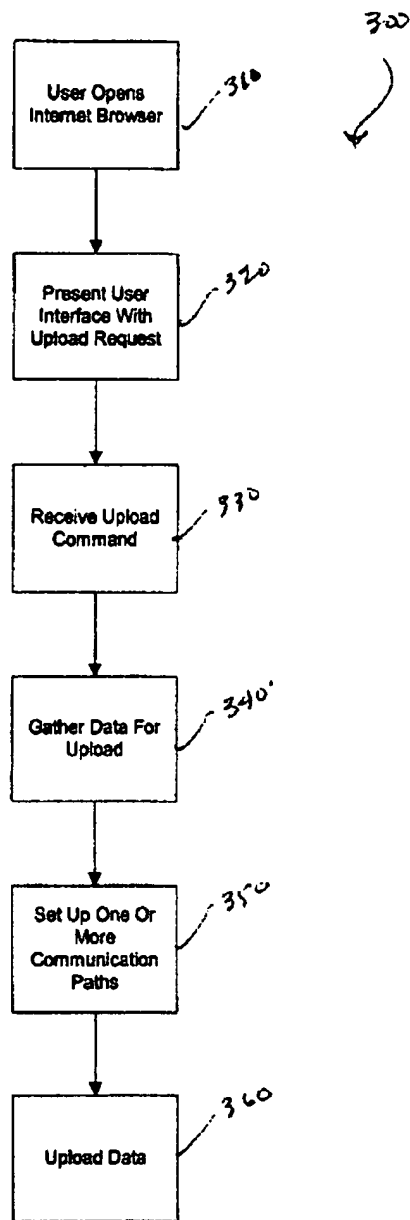 300
User Opens
Internet Browser
310
Present User
Interface With
Upload Request
320
Receive Upload
Command
330
Gather Data For
Upload
340
Set Up One Or
More
Communication
Paths
350
Upload Data
360